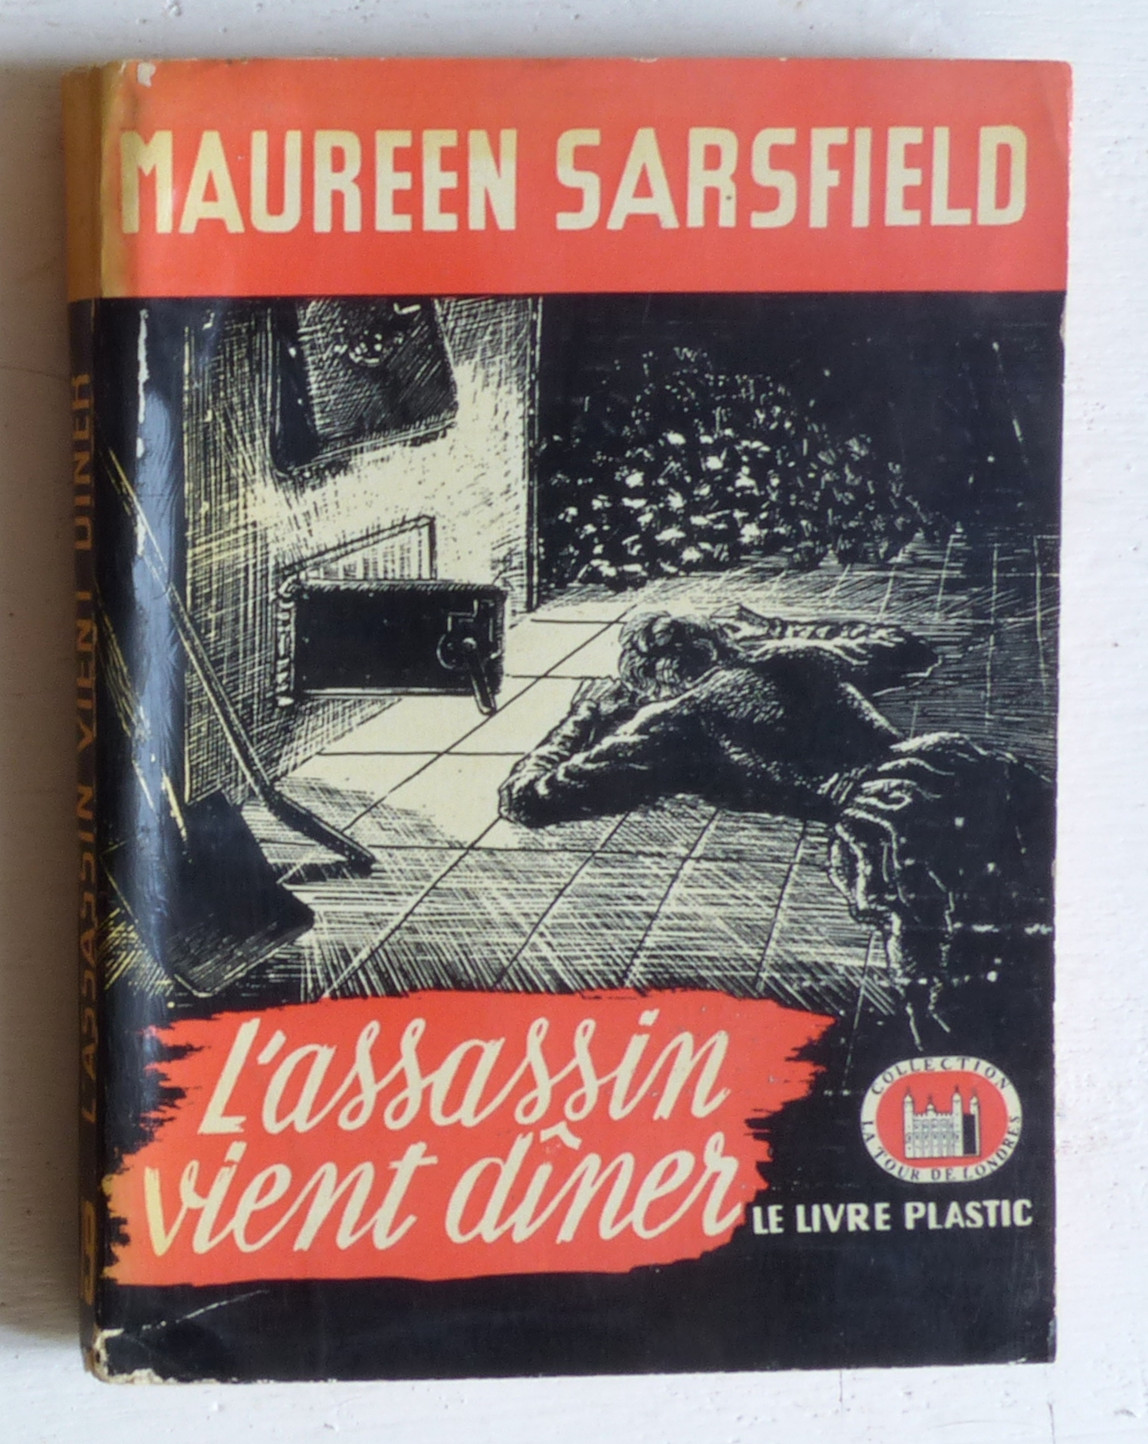 MAUREEN SARSFIELD
L'assassin
vient dîner
COLLECTION
LA TOUR DE LONDRES
LE LIVRE PLASTIC
L'ASSASSIN VIENT DINER